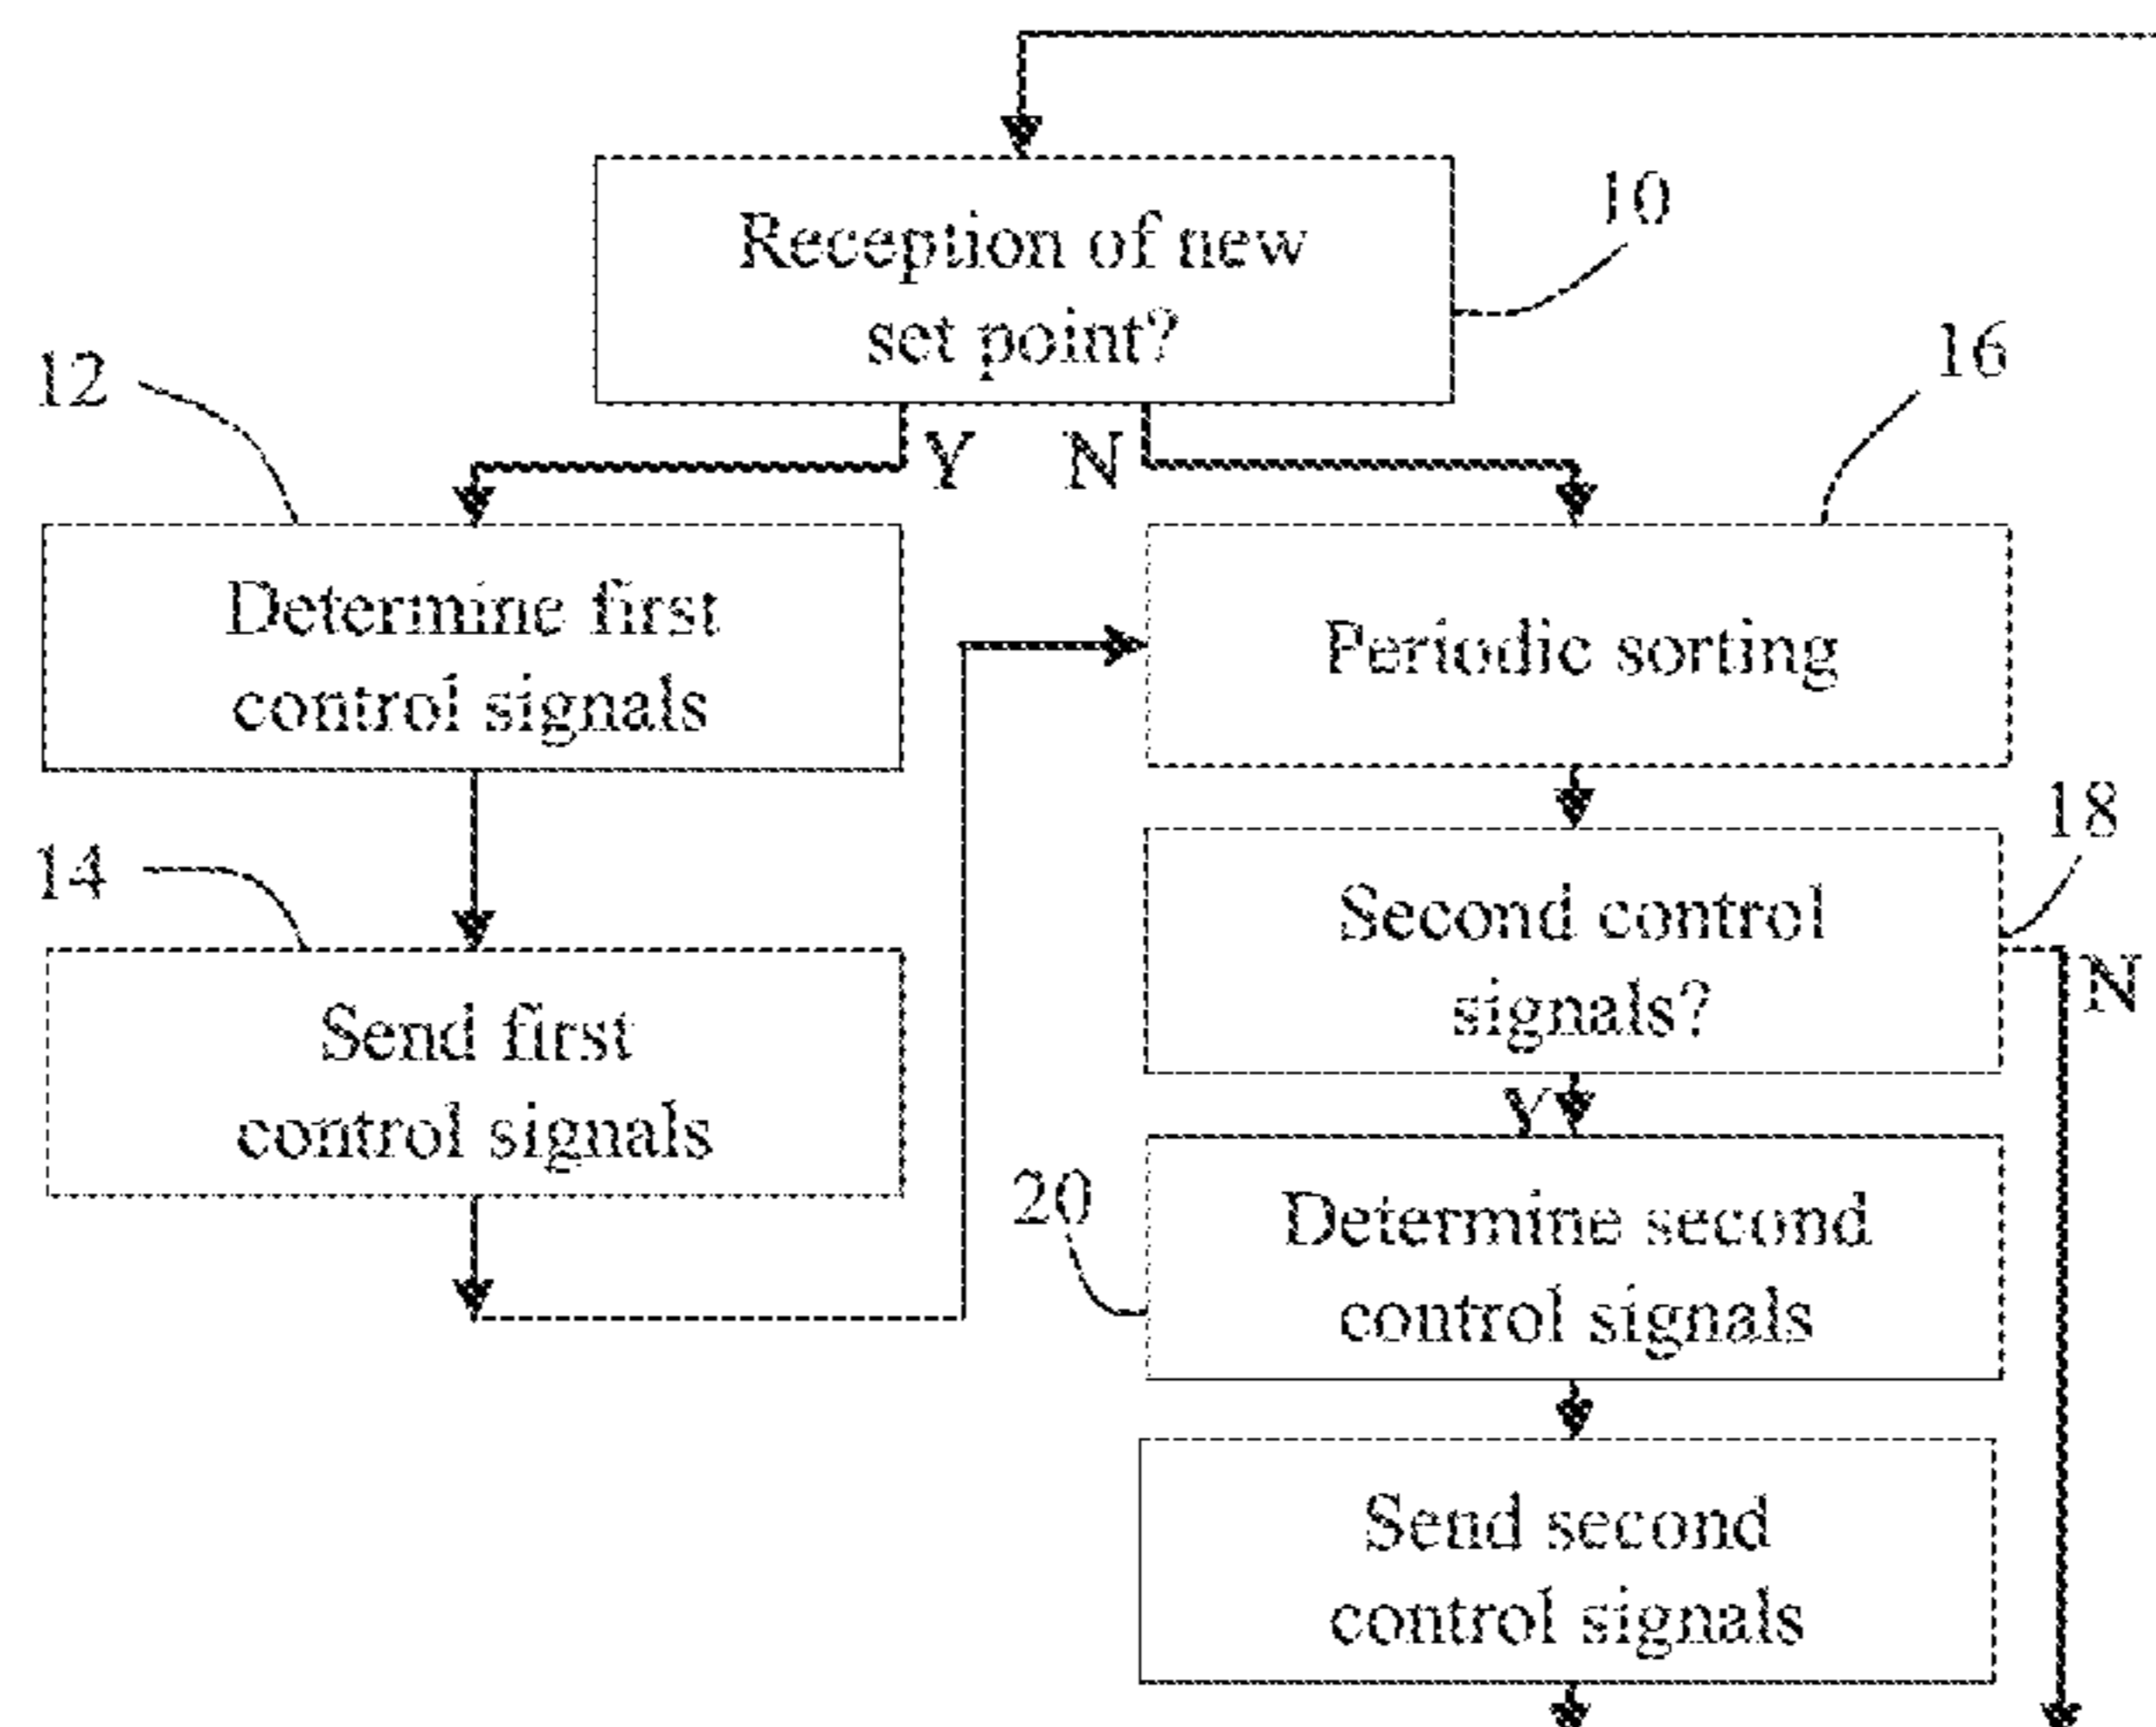 10
Reception of new
set point?
12
16
Y
N
Determine first
control signals
Periodic sorting
18
14
Second control
signals?
N
Send first
control signals
Y
20
Determine second
control signals
Send second
control signals